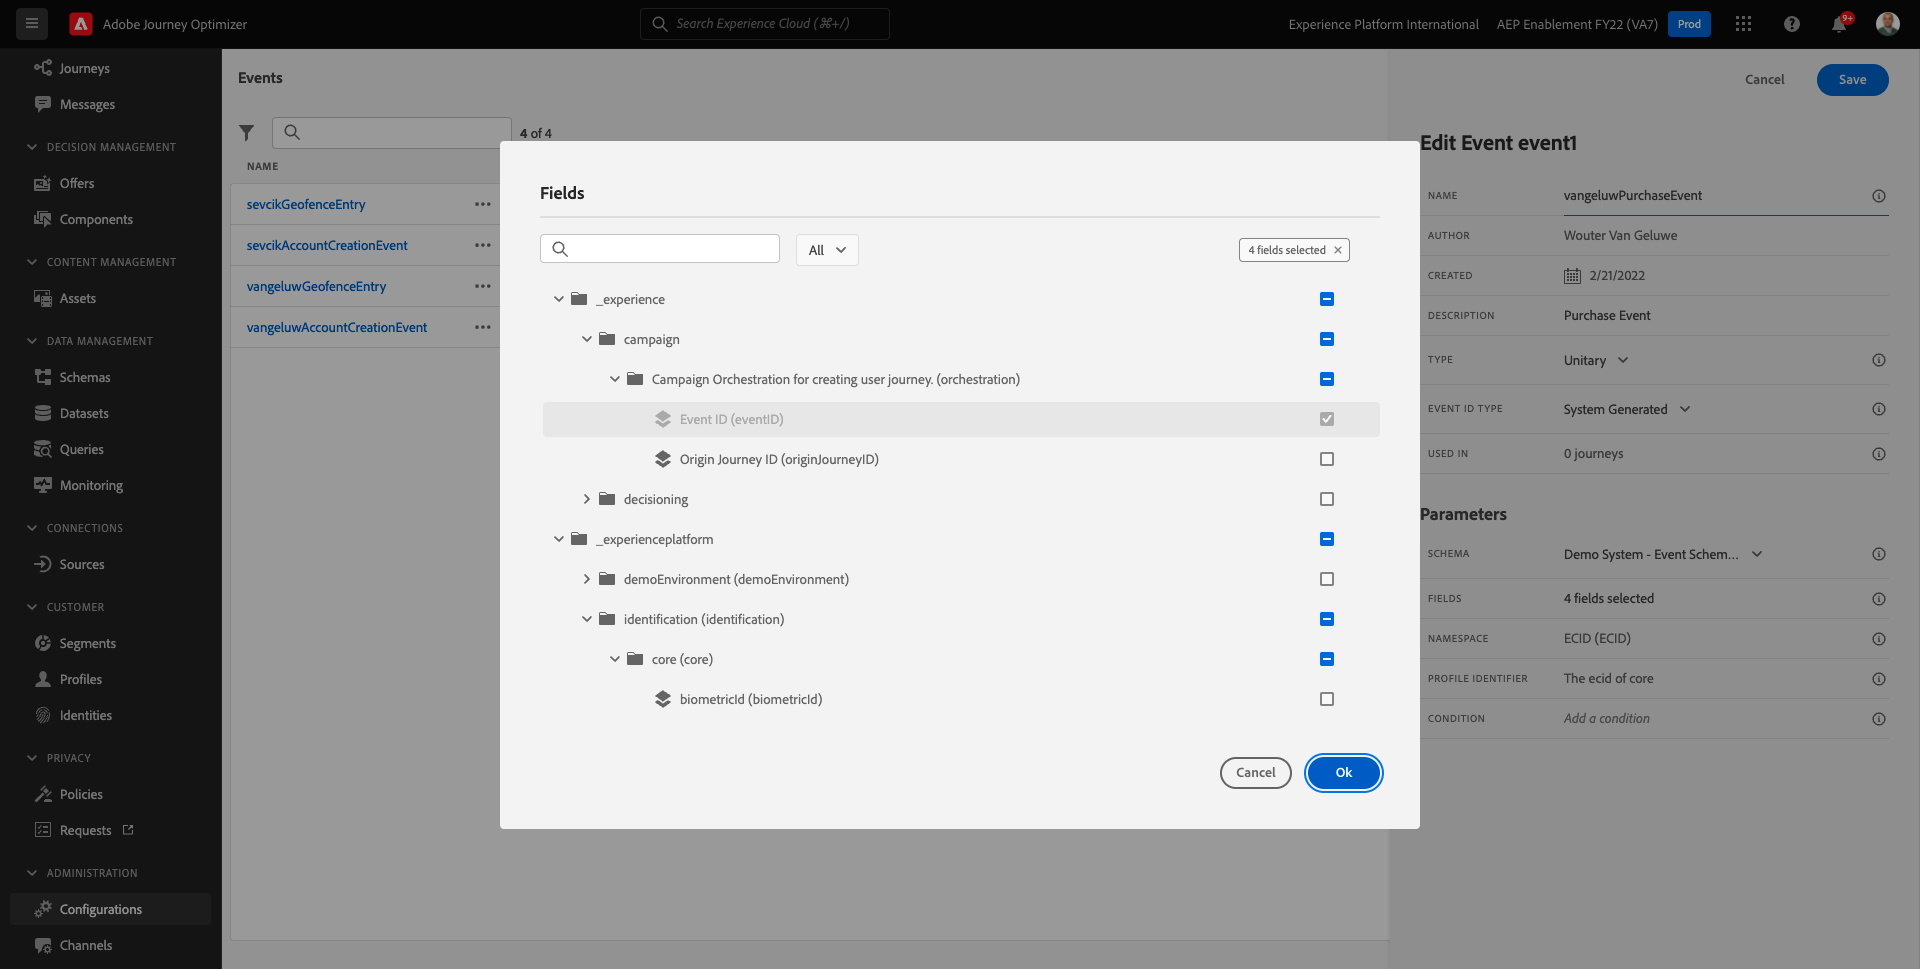 Adobe Journey Optimizer
Search Experience Cloud (⌘+/)
Experience Platform International
AEP Enablement FY22 (VA7)
Prod
9+
Journeys
Messages
DECISION MANAGEMENT
Offers
Components
CONTENT MANAGEMENT
Assets
DATA MANAGEMENT
Schemas
Datasets
Queries
Monitoring
CONNECTIONS
Sources
CUSTOMER
Segments
Profiles
Identities
PRIVACY
Policies
Requests
ADMINISTRATION
Configurations
Channels
Events
4 of 4
NAME
sevcikGeofenceEntry
sevcikAccountCreationEvent
vangeluwGeofenceEntry
vangeluwAccountCreationEvent
Fields
All
4 fields selected
_experience
campaign
Campaign Orchestration for creating user journey. (orchestration)
Event ID (eventID)
Origin Journey ID (originJourneyID)
decisioning
_experienceplatform
demoEnvironment (demoEnvironment)
identification (identification)
core (core)
biometricId (biometricId)
Cancel
Ok
Cancel
Save
Edit Event event1
NAME vangeluwPurchaseEvent
AUTHOR Wouter Van Geluwe
CREATED 2/21/2022
DESCRIPTION Purchase Event
TYPE Unitary
EVENT ID TYPE System Generated
USED IN 0 journeys
Parameters
SCHEMA Demo System - Event Schem...
FIELDS 4 fields selected
NAMESPACE ECID (ECID)
PROFILE IDENTIFIER The ecid of core
CONDITION Add a condition